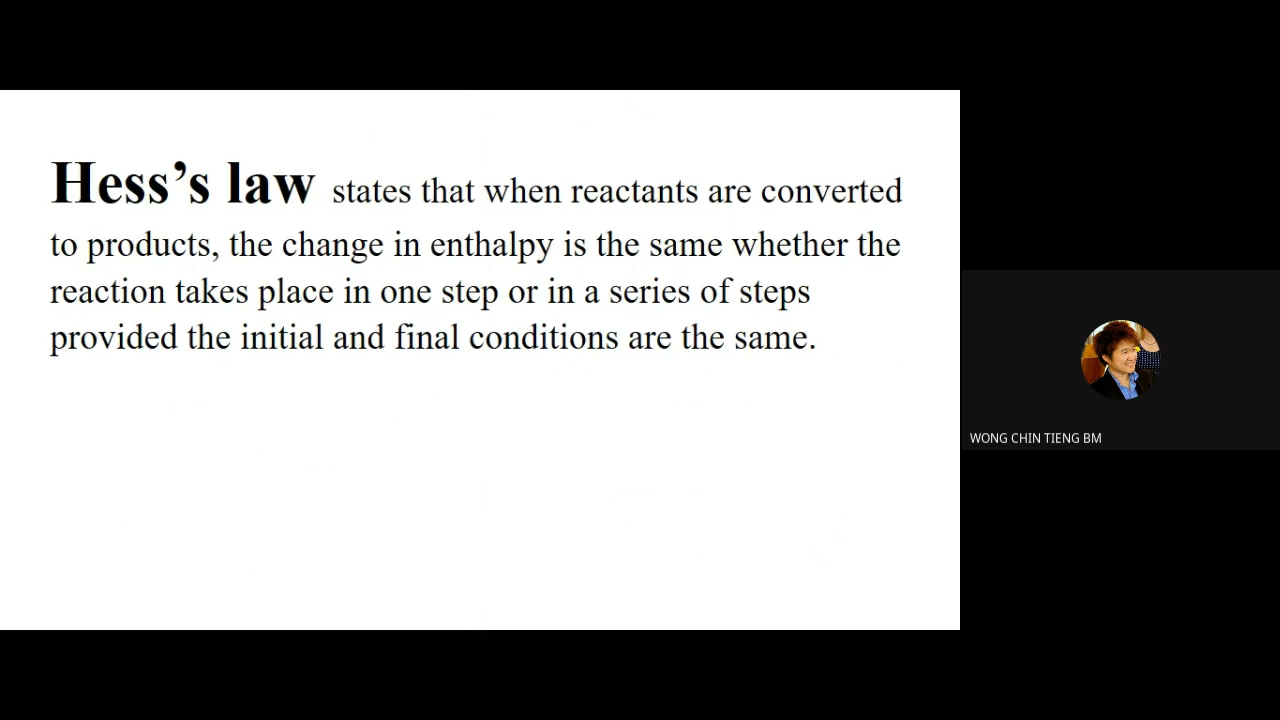 Hess’s law states that when reactants are converted
to products, the change in enthalpy is the same whether the
reaction takes place in one step or in a series of steps
provided the initial and final conditions are the same.
WONG CHIN TIENG BM